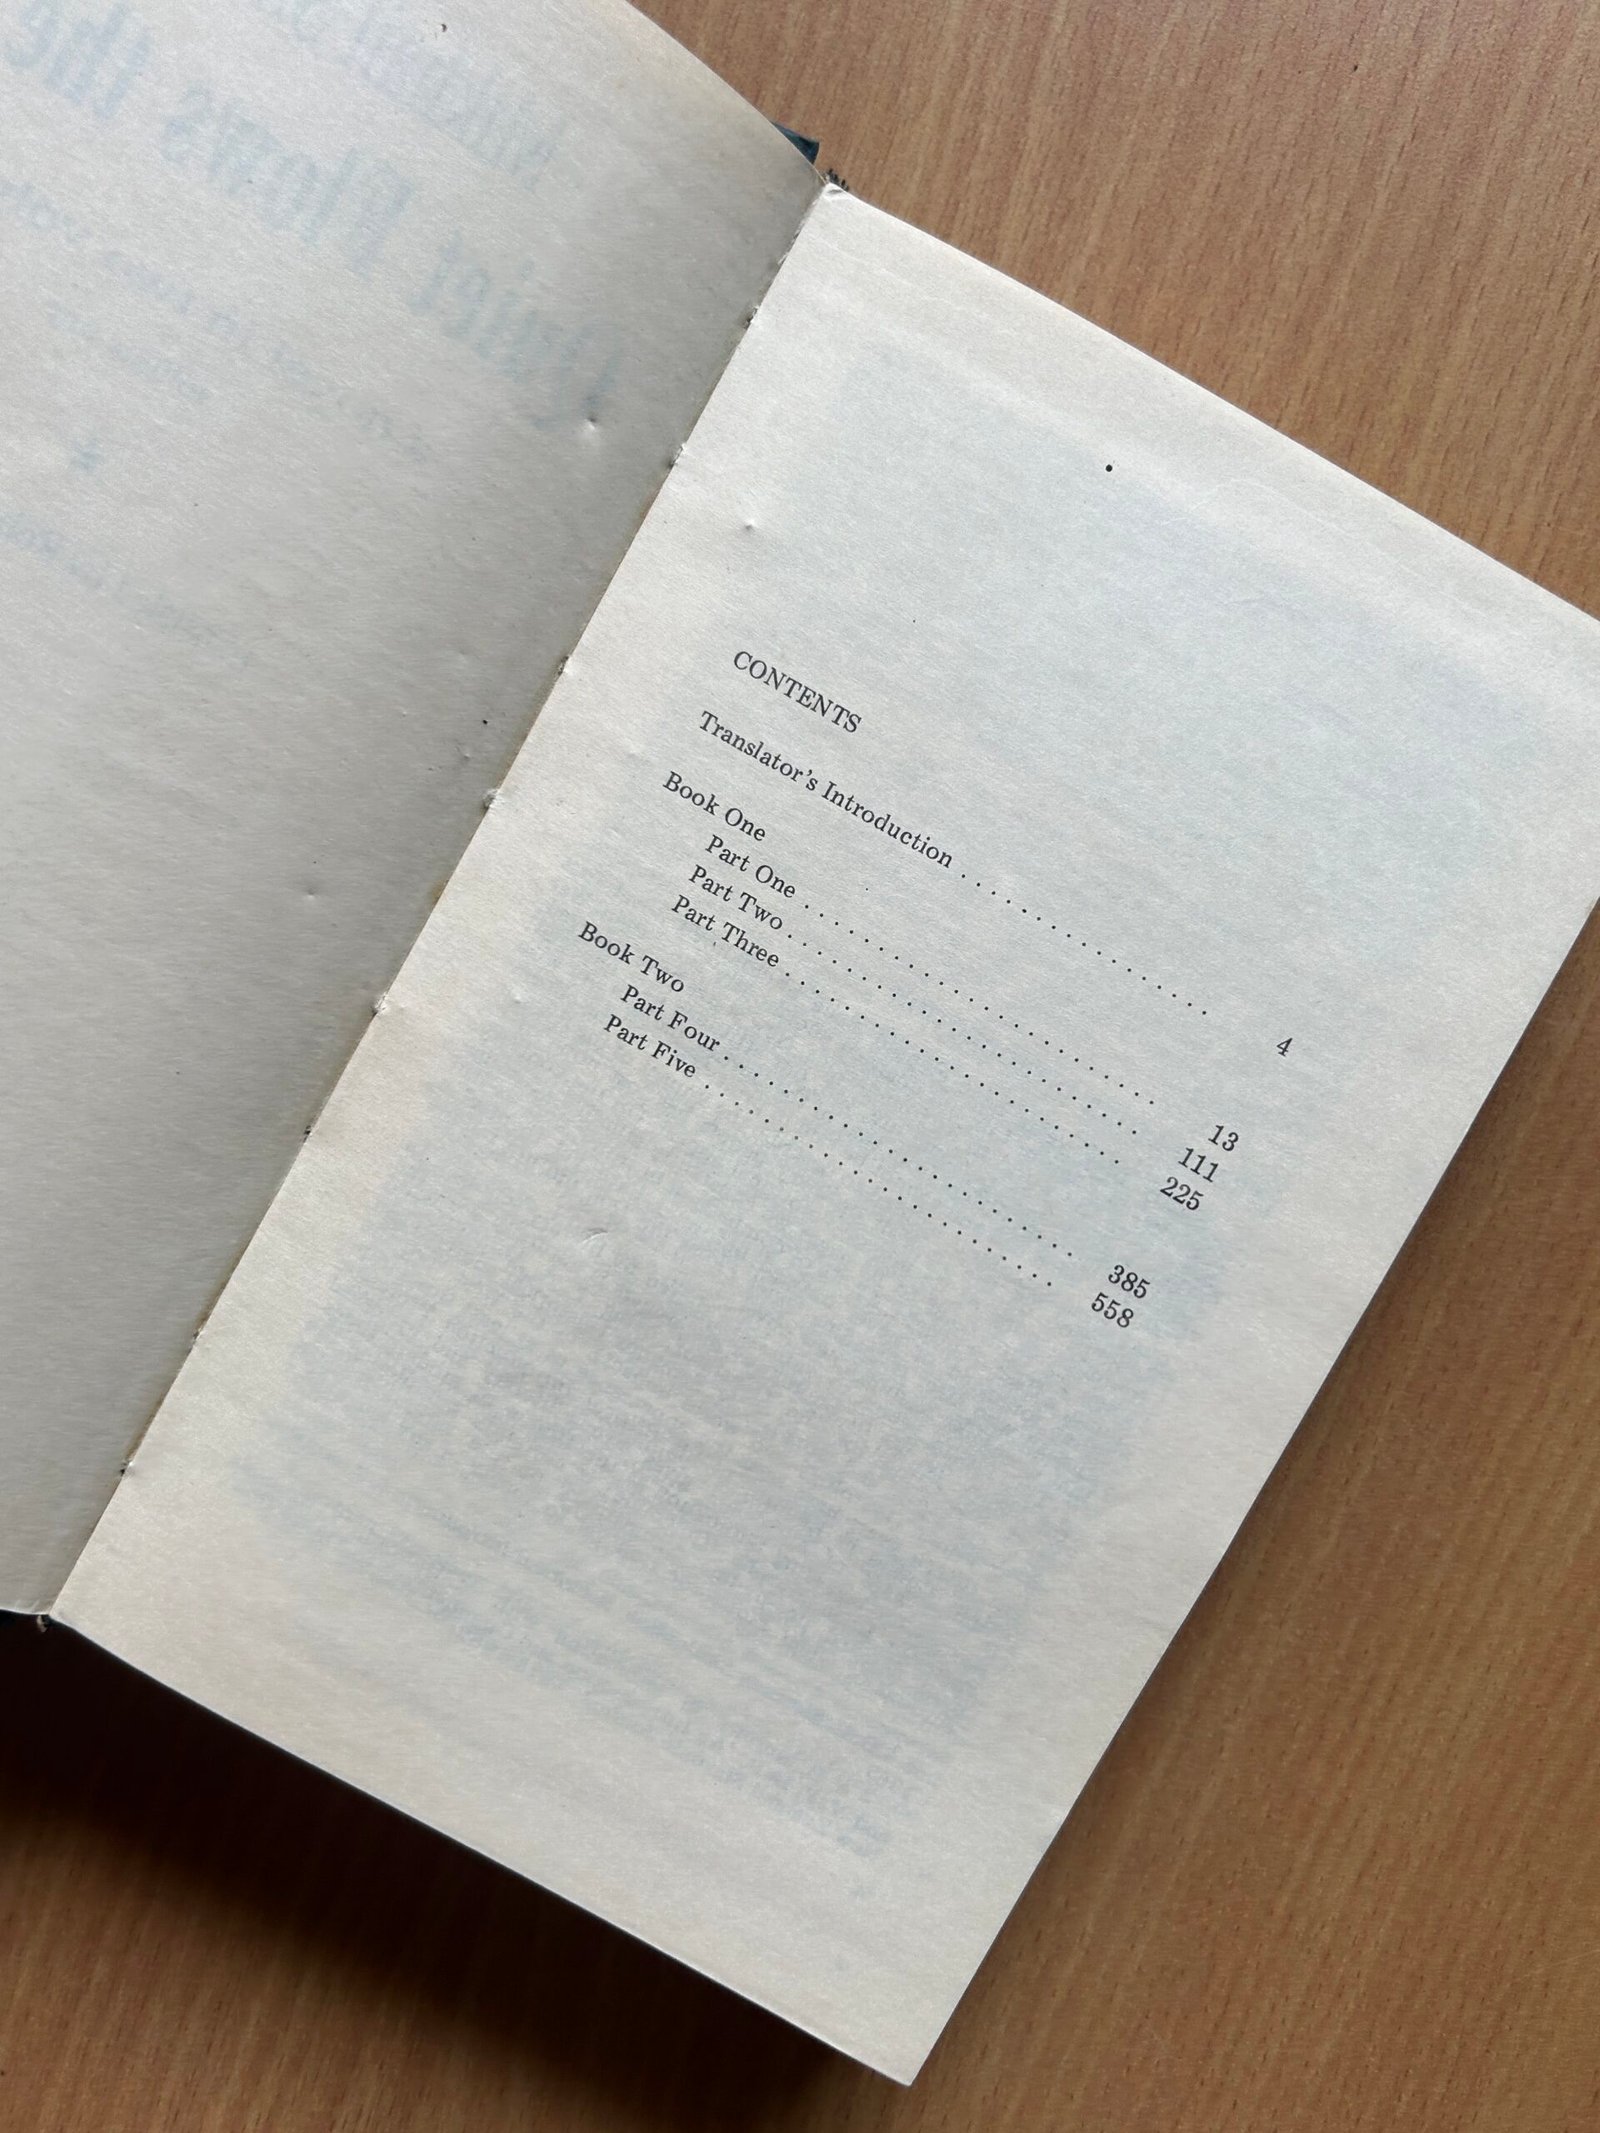 CONTENTS
Translator's Introduction . . . . . . . . . . . . . . . . . 4
Book One
Part One . . . . . . . . . . . . . . . . . . . . . . . . 13
Part Two . . . . . . . . . . . . . . . . . . . . . . . . 111
Part Three . . . . . . . . . . . . . . . . . . . . . . . 225
Book Two
Part Four . . . . . . . . . . . . . . . . . . . . . . . . 385
Part Five . . . . . . . . . . . . . . . . . . . . . . . . 558